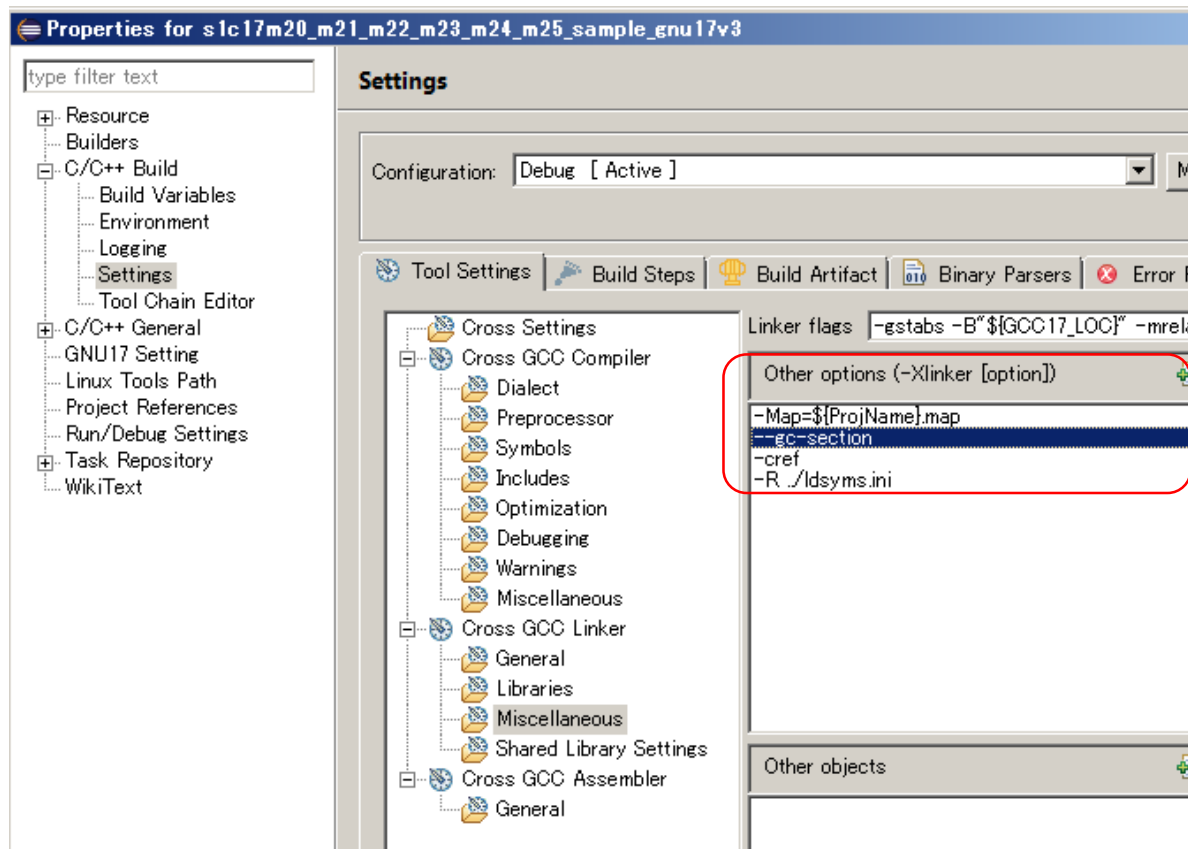 Properties for s1c17m20_m21_m22_m23_m24_m25_sample_gnu17v3
type filter text
Resource
Builders
C/C++ Build
Build Variables
Environment
Logging
Settings
Tool Chain Editor
C/C++ General
GNU17 Setting
Linux Tools Path
Project References
Run/Debug Settings
Task Repository
WikiText
Settings
Configuration: Debug [ Active ]
M
Tool Settings Build Steps Build Artifact Binary Parsers Error
Cross Settings
Cross GCC Compiler
Dialect
Preprocessor
Symbols
Includes
Optimization
Debugging
Warnings
Miscellaneous
Cross GCC Linker
General
Libraries
Miscellaneous
Shared Library Settings
Cross GCC Assembler
General
Linker flags -gstabs -B"${GCC17_LOC}" -mrela
Other options (-Xlinker [option])
-Map=${ProjName}.map
--gc-section
-cref
-R ./ldsyms.ini
Other objects